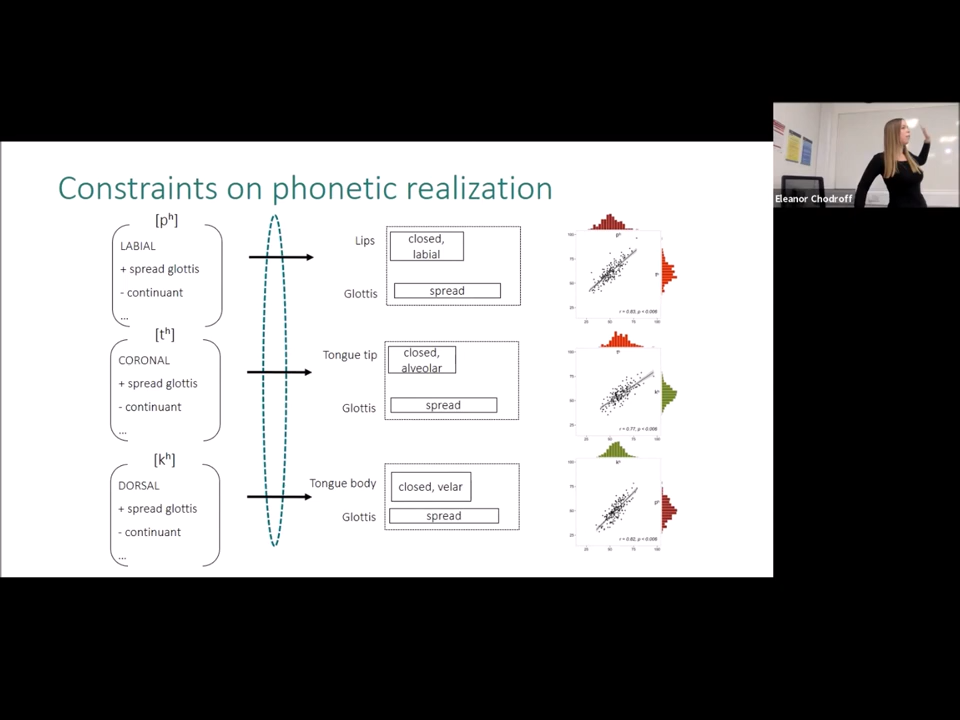 Constraints on phonetic realization
[pʰ]
LABIAL
+ spread glottis
- continuant
...
Lips
closed,
labial
Glottis
spread
[tʰ]
CORONAL
+ spread glottis
- continuant
...
Tongue tip
closed,
alveolar
Glottis
spread
[kʰ]
DORSAL
+ spread glottis
- continuant
...
Tongue body
closed, velar
Glottis
spread
Eleanor Chodroff